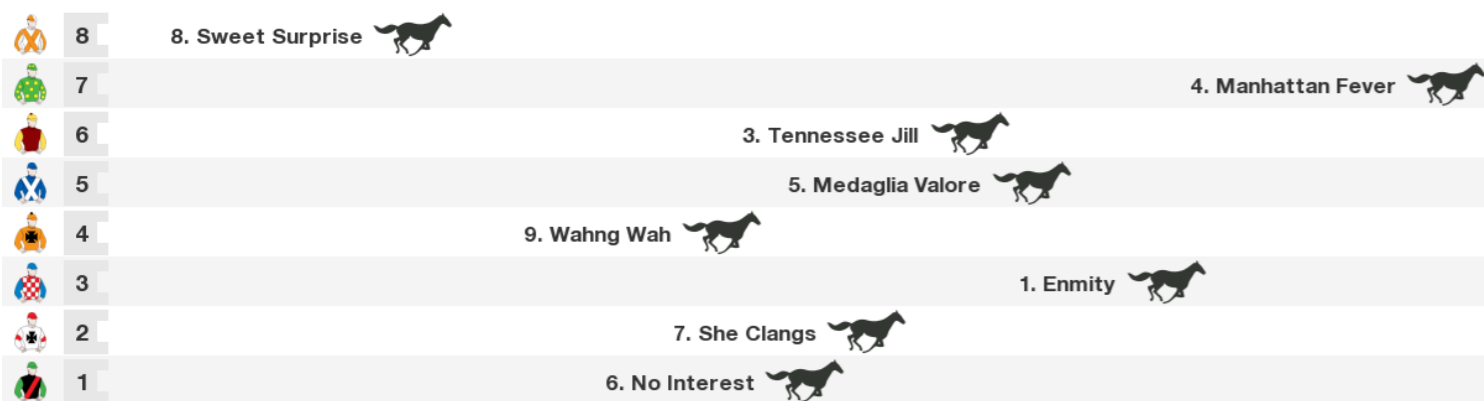 8 8. Sweet Surprise
7 4. Manhattan Fever
6 3. Tennessee Jill
5 5. Medaglia Valore
4 9. Wahng Wah
3 1. Enmity
2 7. She Clangs
1 6. No Interest